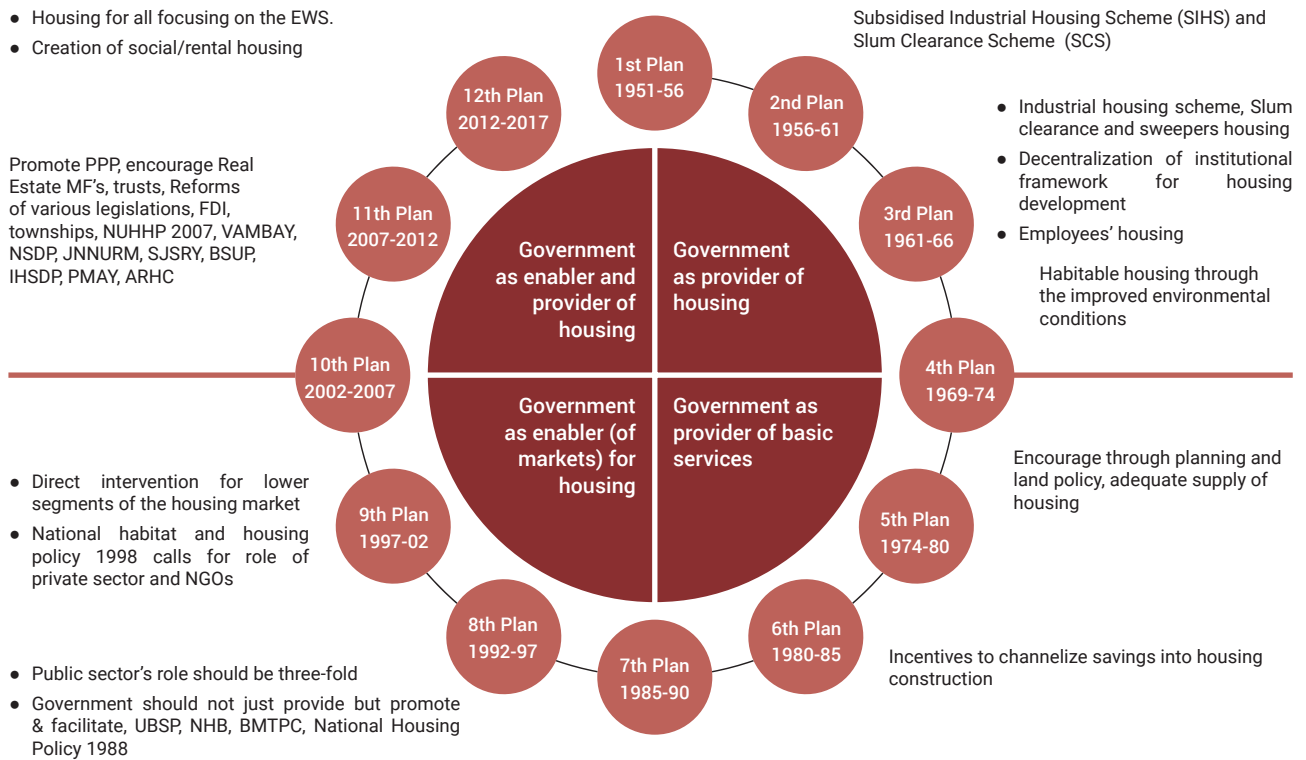 ● Housing for all focusing on the EWS.
● Creation of social/rental housing
Subsidised Industrial Housing Scheme (SIHS) and
Slum Clearance Scheme (SCS)
1st Plan
1951-56
2nd Plan
1956-61
● Industrial housing scheme, Slum
clearance and sweepers housing
● Decentralization of institutional
framework for housing
development
● Employees' housing
3rd Plan
1961-66
Habitable housing through
the improved environmental
conditions
4th Plan
1969-74
Encourage through planning and
land policy, adequate supply of
housing
5th Plan
1974-80
6th Plan
1980-85
Incentives to channelize savings into housing
construction
7th Plan
1985-90
● Public sector's role should be three-fold
● Government should not just provide but promote
& facilitate, UBSP, NHB, BMTPC, National Housing
Policy 1988
8th Plan
1992-97
9th Plan
1997-02
● Direct intervention for lower
segments of the housing market
● National habitat and housing
policy 1998 calls for role of
private sector and NGOs
10th Plan
2002-2007
Promote PPP, encourage Real
Estate MF's, trusts, Reforms
of various legislations, FDI,
townships, NUHHP 2007, VAMBAY,
NSDP, JNNURM, SJSRY, BSUP,
IHSDP, PMAY, ARHC
11th Plan
2007-2012
12th Plan
2012-2017
Government
as enabler and
provider of
housing
Government
as provider of
housing
Government
as enabler (of
markets) for
housing
Government as
provider of basic
services